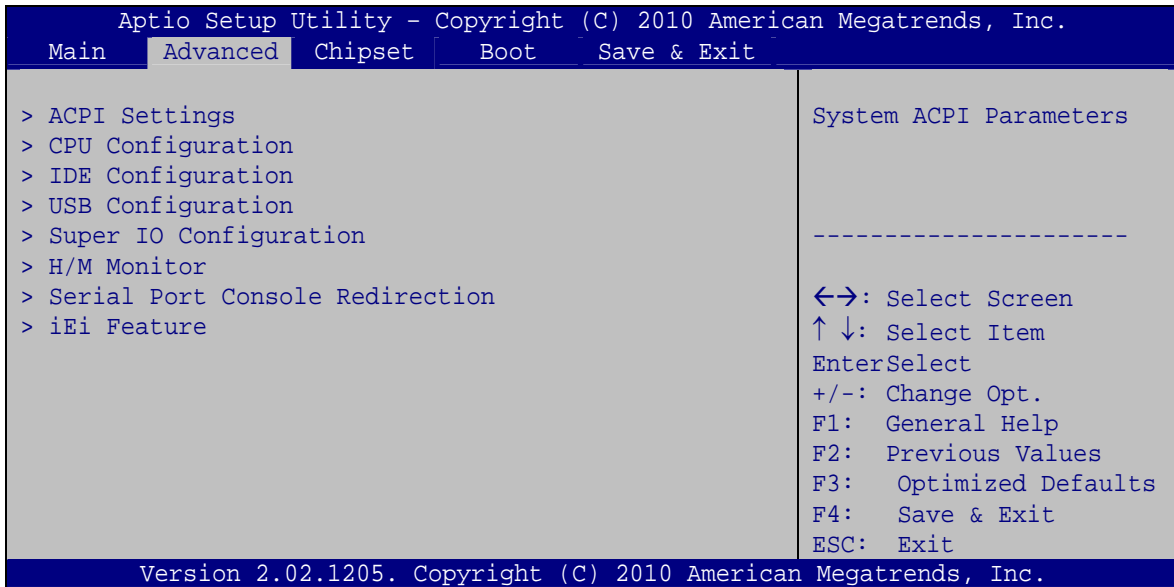 Aptio Setup Utility – Copyright (C) 2010 American Megatrends, Inc.
Main Advanced Chipset Boot Save & Exit
> ACPI Settings
> CPU Configuration
> IDE Configuration
> USB Configuration
> Super IO Configuration
> H/M Monitor
> Serial Port Console Redirection
> iEi Feature
System ACPI Parameters
----------------------
←→: Select Screen
↑ ↓: Select Item
EnterSelect
+/-: Change Opt.
F1: General Help
F2: Previous Values
F3: Optimized Defaults
F4: Save & Exit
ESC: Exit
Version 2.02.1205. Copyright (C) 2010 American Megatrends, Inc.